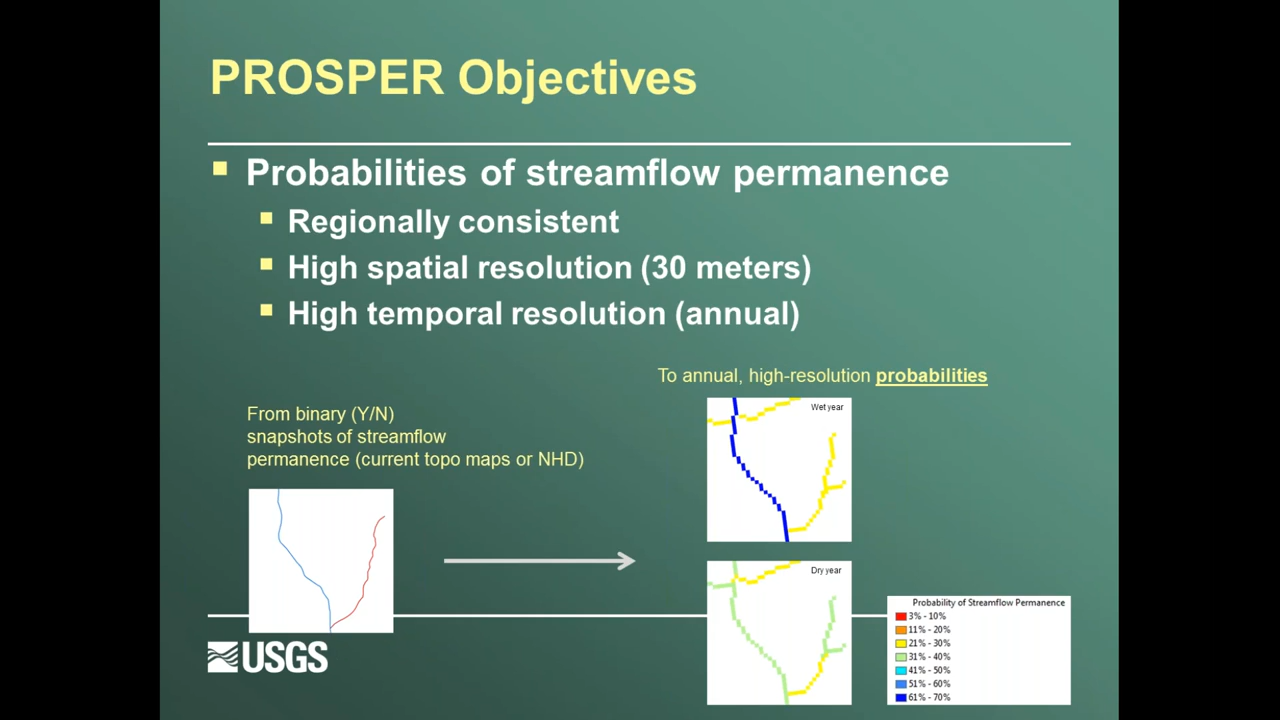 PROSPER Objectives
Probabilities of streamflow permanence
Regionally consistent
High spatial resolution (30 meters)
High temporal resolution (annual)
To annual, high-resolution probabilities
From binary (Y/N)
snapshots of streamflow
permanence (current topo maps or NHD)
Wet year
Dry year
Probability of Streamflow Permanence
3% - 10%
11% - 20%
21% - 30%
31% - 40%
41% - 50%
51% - 60%
61% - 70%
USGS